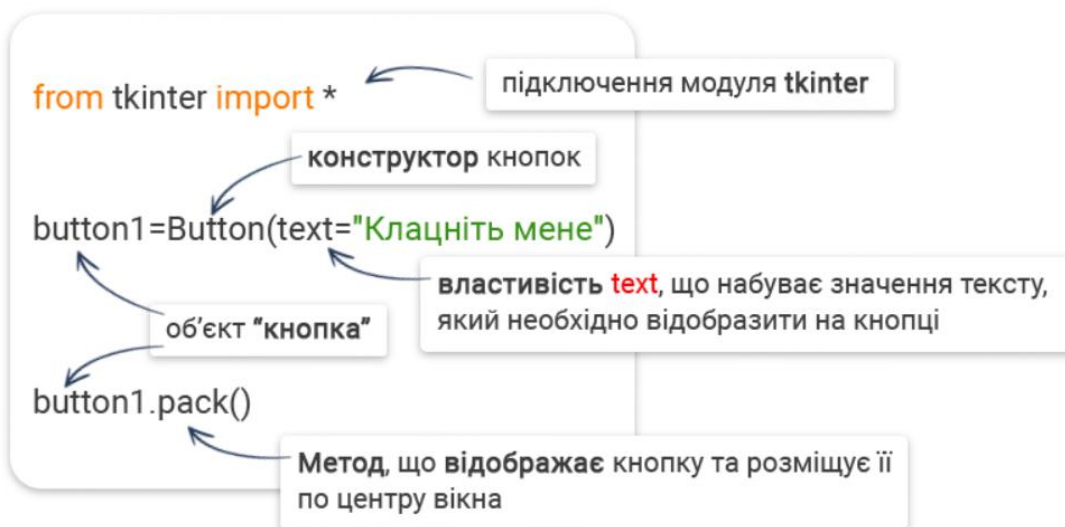 from tkinter import *
підключення модуля tkinter
конструктор кнопок
button1=Button(text="Клацніть мене")
властивість text, що набуває значення тексту,
який необхідно відобразити на кнопці
об’єкт “кнопка”
button1.pack()
Метод, що відображає кнопку та розміщує її
по центру вікна